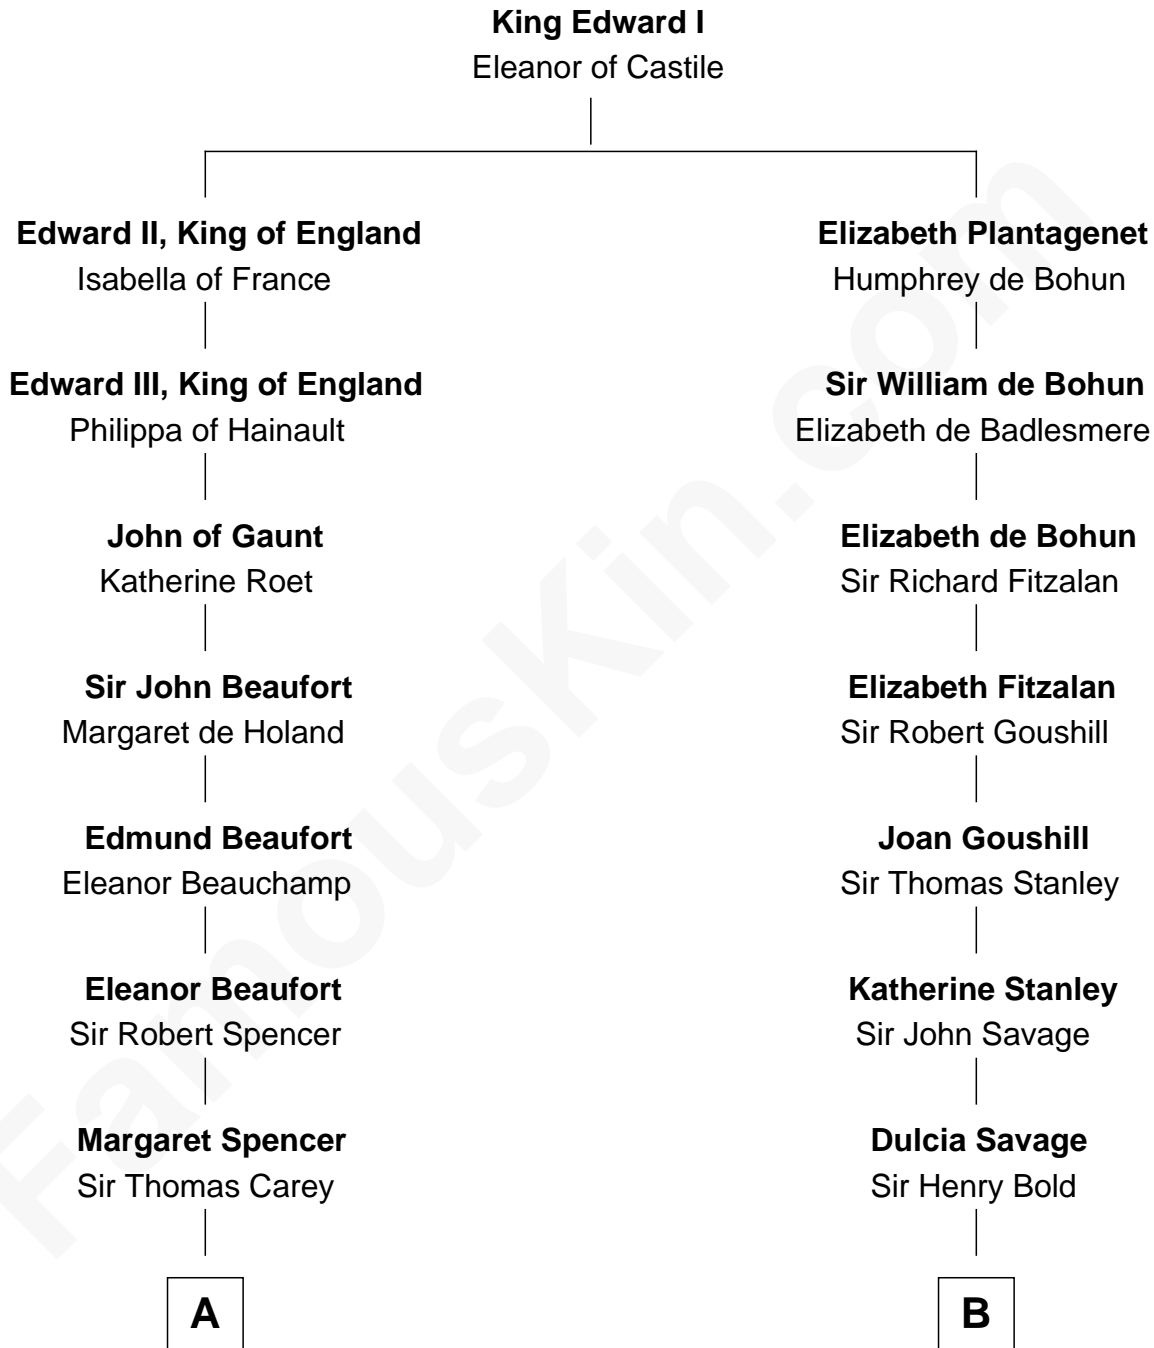 King Edward I
Eleanor of Castile
Edward II, King of England
Isabella of France
Elizabeth Plantagenet
Humphrey de Bohun
Edward III, King of England
Philippa of Hainault
Sir William de Bohun
Elizabeth de Badlesmere
John of Gaunt
Katherine Roet
Elizabeth de Bohun
Sir Richard Fitzalan
Sir John Beaufort
Margaret de Holand
Elizabeth Fitzalan
Sir Robert Goushill
Edmund Beaufort
Eleanor Beauchamp
Joan Goushill
Sir Thomas Stanley
Eleanor Beaufort
Sir Robert Spencer
Katherine Stanley
Sir John Savage
Margaret Spencer
Sir Thomas Carey
Dulcia Savage
Sir Henry Bold
A
B
FamousKin.com